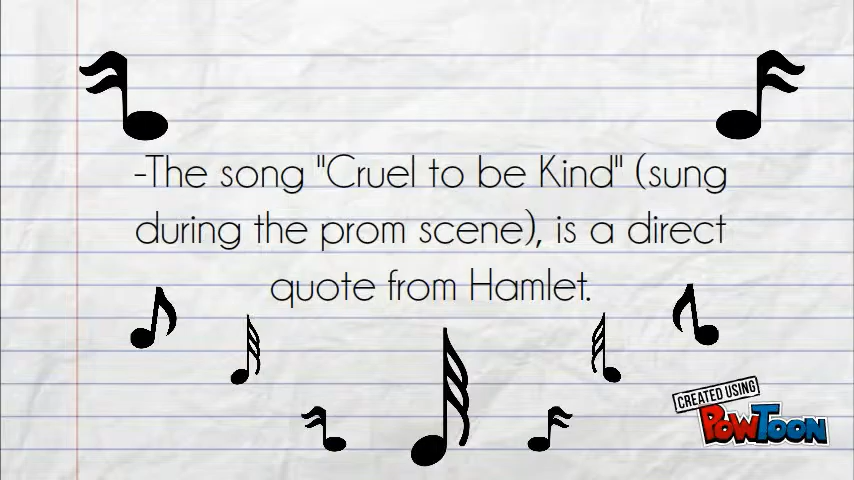 -The song "Cruel to be Kind" (sung
during the prom scene), is a direct
quote from Hamlet.
CREATED USING
POWTOON